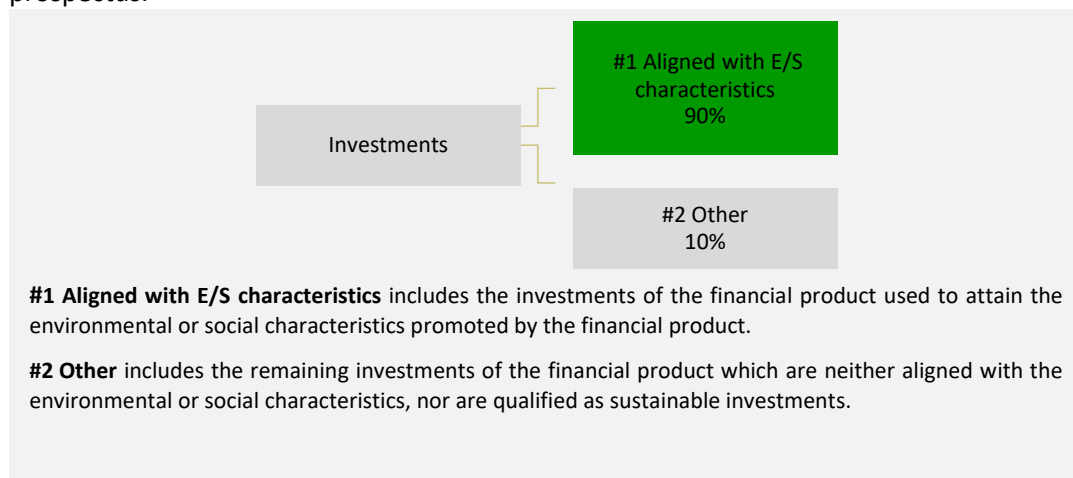 prospectus.
#1 Aligned with E/S
characteristics
90%
Investments
#2 Other
10%
#1 Aligned with E/S characteristics includes the investments of the financial product used to attain the
environmental or social characteristics promoted by the financial product.
#2 Other includes the remaining investments of the financial product which are neither aligned with the
environmental or social characteristics, nor are qualified as sustainable investments.